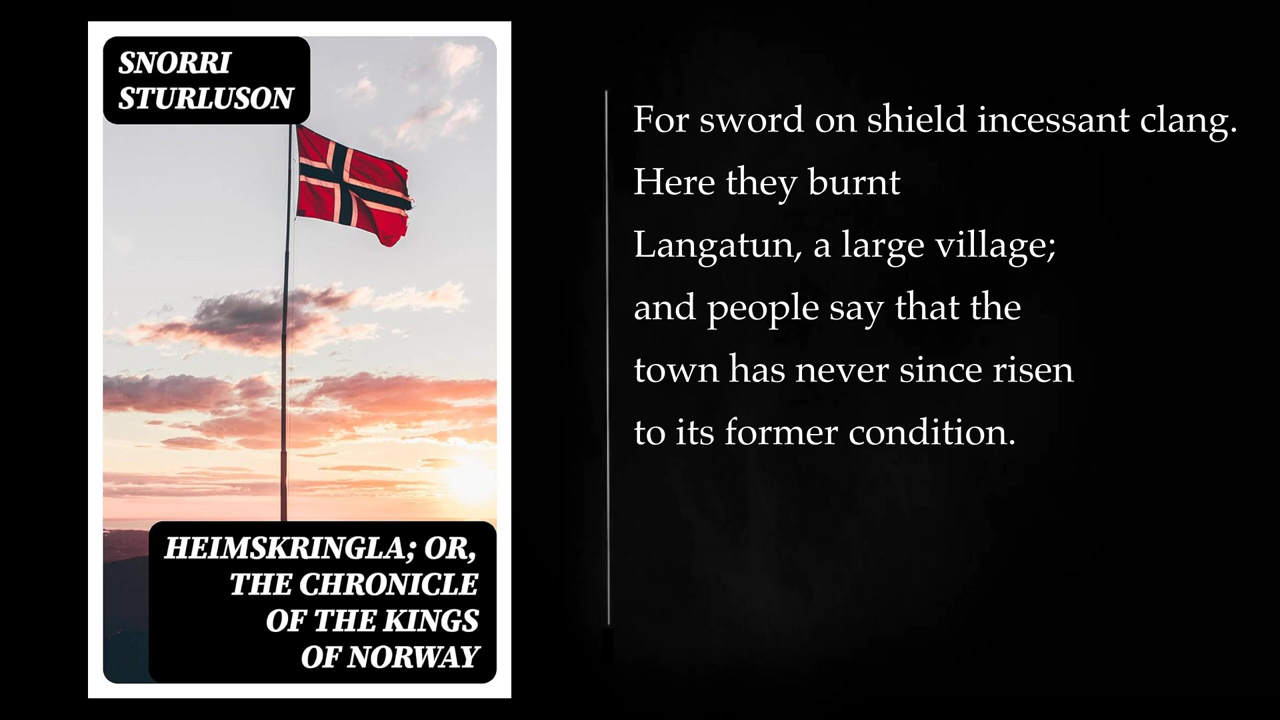 SNORRI
STURLUSON
HEIMSKRINGLA; OR,
THE CHRONICLE
OF THE KINGS
OF NORWAY
For sword on shield incessant clang.
Here they burnt
Langatun, a large village;
and people say that the
town has never since risen
to its former condition.